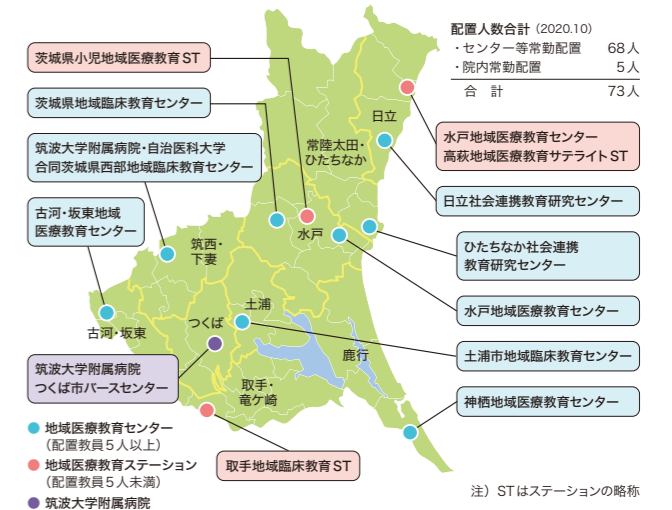 配置人数合計（2020.10）
・センター等常勤配置 68人
・院内常勤配置 5人
合 計 73人
茨城県小児地域医療教育ST
茨城県地域臨床教育センター
筑波大学附属病院・自治医科大学
合同茨城県西部地域臨床教育センター
古河・坂東地域
医療教育センター
筑波大学附属病院
つくば市バースセンター
日立
常陸太田・
ひたちなか
水戸
筑西・
下妻
土浦
つくば
古河・坂東
鹿行
取手・
竜ケ崎
水戸地域医療教育センター
高萩地域医療教育サテライトST
日立社会連携教育研究センター
ひたちなか社会連携
教育研究センター
水戸地域医療教育センター
土浦市地域臨床教育センター
神栖地域医療教育センター
取手地域臨床教育ST
地域医療教育センター
（配置教員5人以上）
地域医療教育ステーション
（配置教員5人未満）
筑波大学附属病院
注）STはステーションの略称